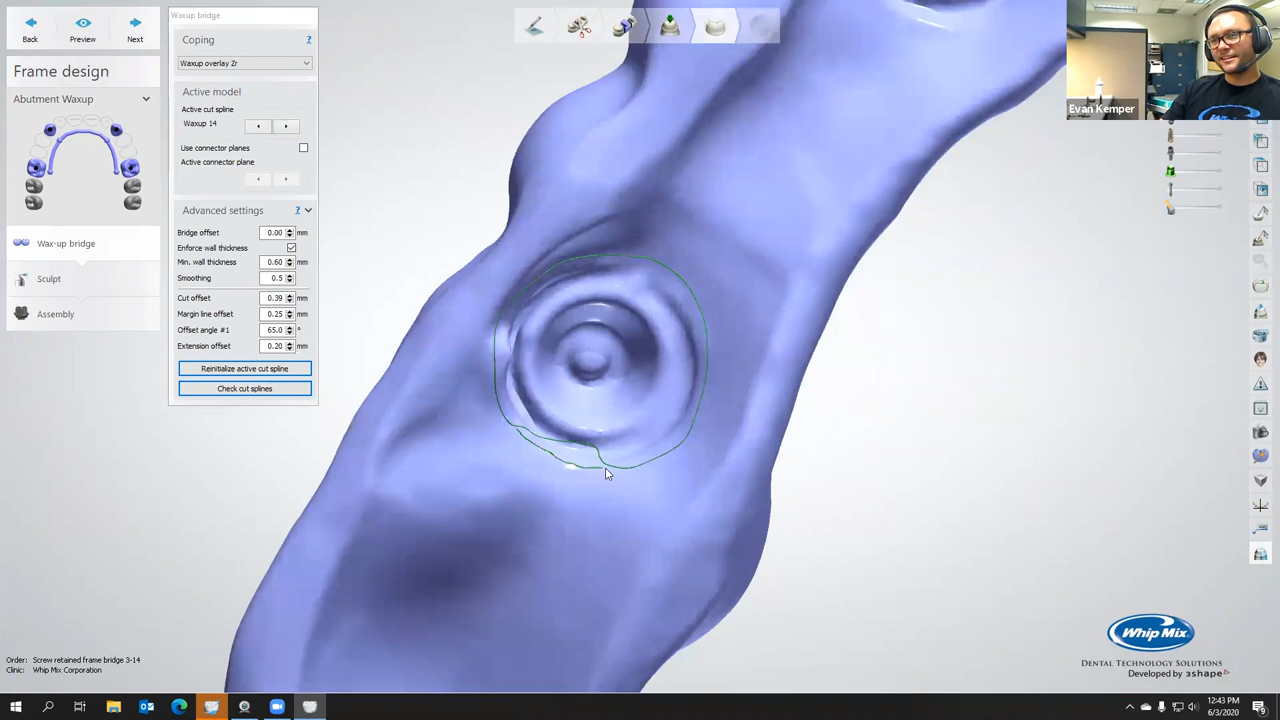 Back
Preview
Next
Frame design
Abutment Waxup
Wax-up bridge
Sculpt
Assembly
Waxup bridge
Coping
?
Waxup overlay Zr
Active model
Active cut spline
Waxup 14
Use connector planes
Active connector plane
Advanced settings
?
Bridge offset 0.00 mm
Enforce wall thickness
Min. wall thickness 0.60 mm
Smoothing 0.5
Cut offset 0.39 mm
Margin line offset 0.25 mm
Offset angle #1 65.0 °
Extension offset 0.20 mm
Reinitialize active cut spline
Check cut splines
Evan Kemper
Whip Mix
DENTAL TECHNOLOGY SOLUTIONS
Developed by 3shape
Order: Screw retained frame bridge 3-14
Clinic: Whip Mix Corporation
12:43 PM
6/3/2020